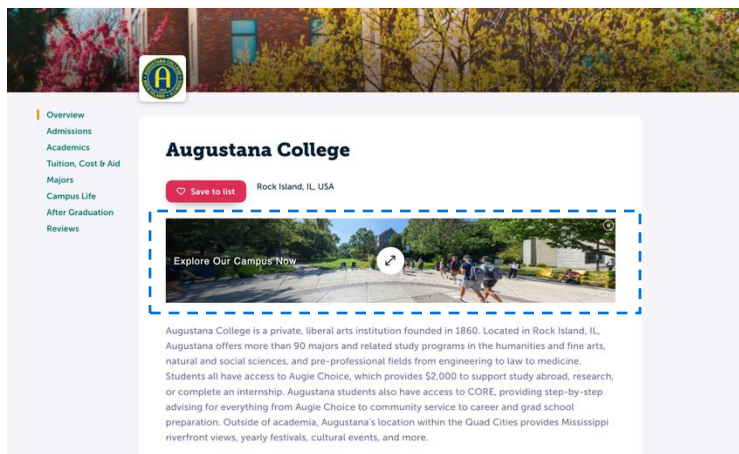 Overview
Admissions
Academics
Tuition, Cost & Aid
Majors
Campus Life
After Graduation
Reviews
Augustana College
Save to list
Rock Island, IL, USA
Explore Our Campus Now
Augustana College is a private, liberal arts institution founded in 1860. Located in Rock Island, IL,
Augustana offers more than 90 majors and related study programs in the humanities and fine arts,
natural and social sciences, and pre-professional fields from engineering to law to medicine.
Students all have access to Augie Choice, which provides $2,000 to support study abroad, research,
or complete an internship. Augustana students also have access to CORE, providing step-by-step
advising for everything from Augie Choice to community service to career and grad school
preparation. Outside of academia, Augustana's location within the Quad Cities provides Mississippi
riverfront views, yearly festivals, cultural events, and more.